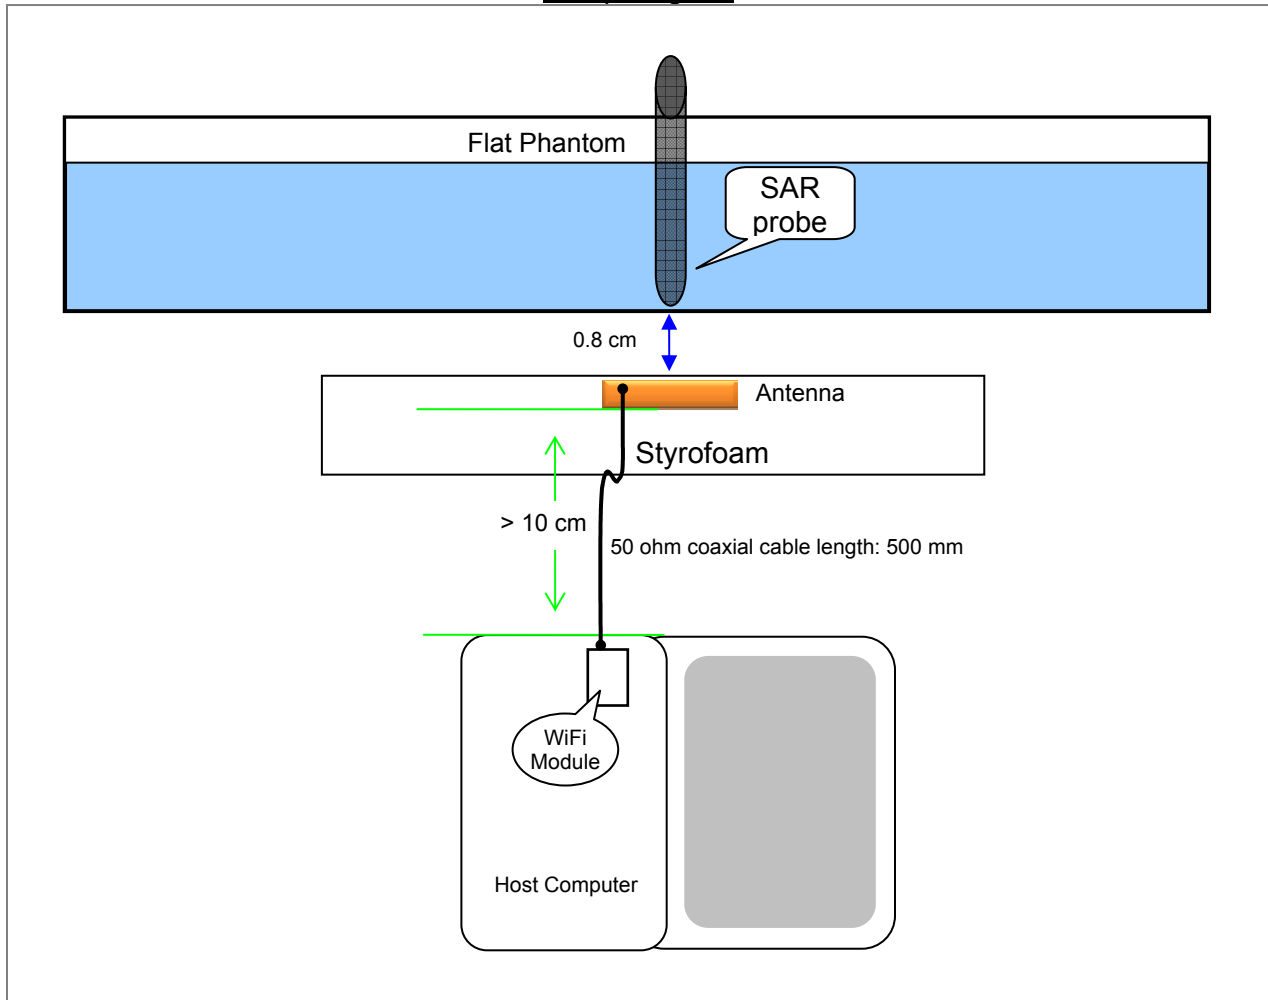 Flat Phantom
SAR
probe
0.8 cm
Antenna
Styrofoam
> 10 cm
50 ohm coaxial cable length: 500 mm
WiFi
Module
Host Computer